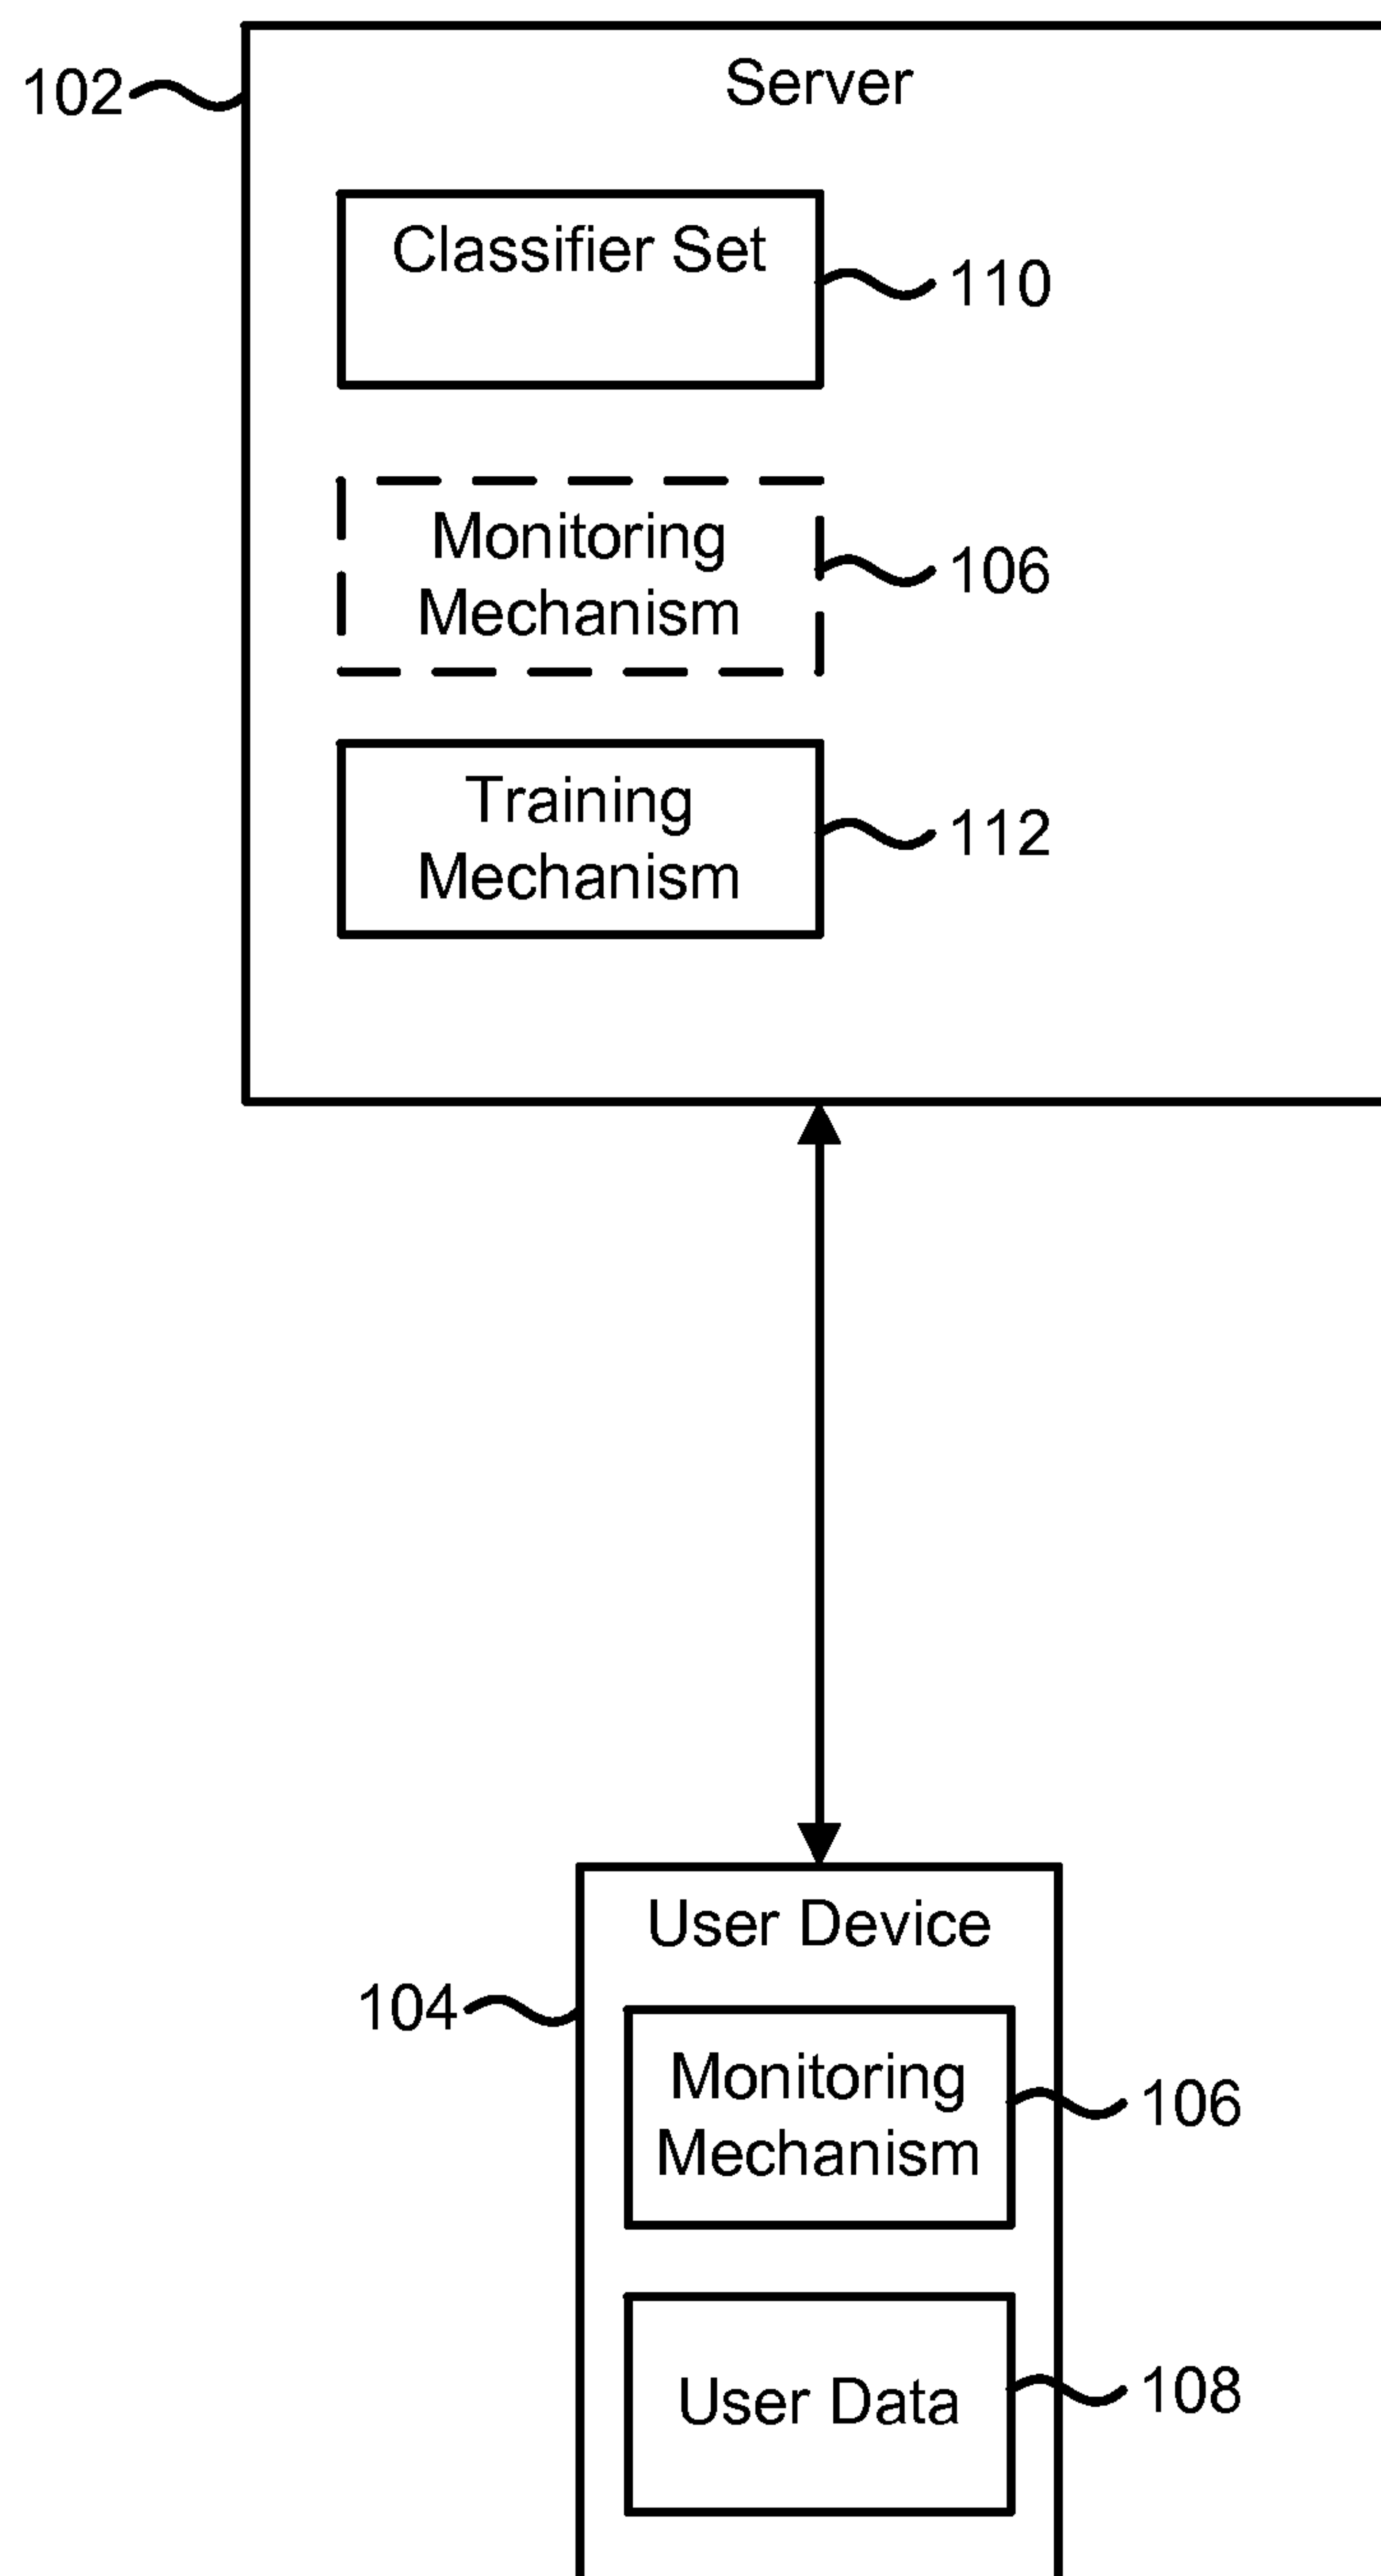 102
Server
Classifier Set
110
Monitoring
Mechanism
106
Training
Mechanism
112
User Device
104
Monitoring
Mechanism
106
User Data
108